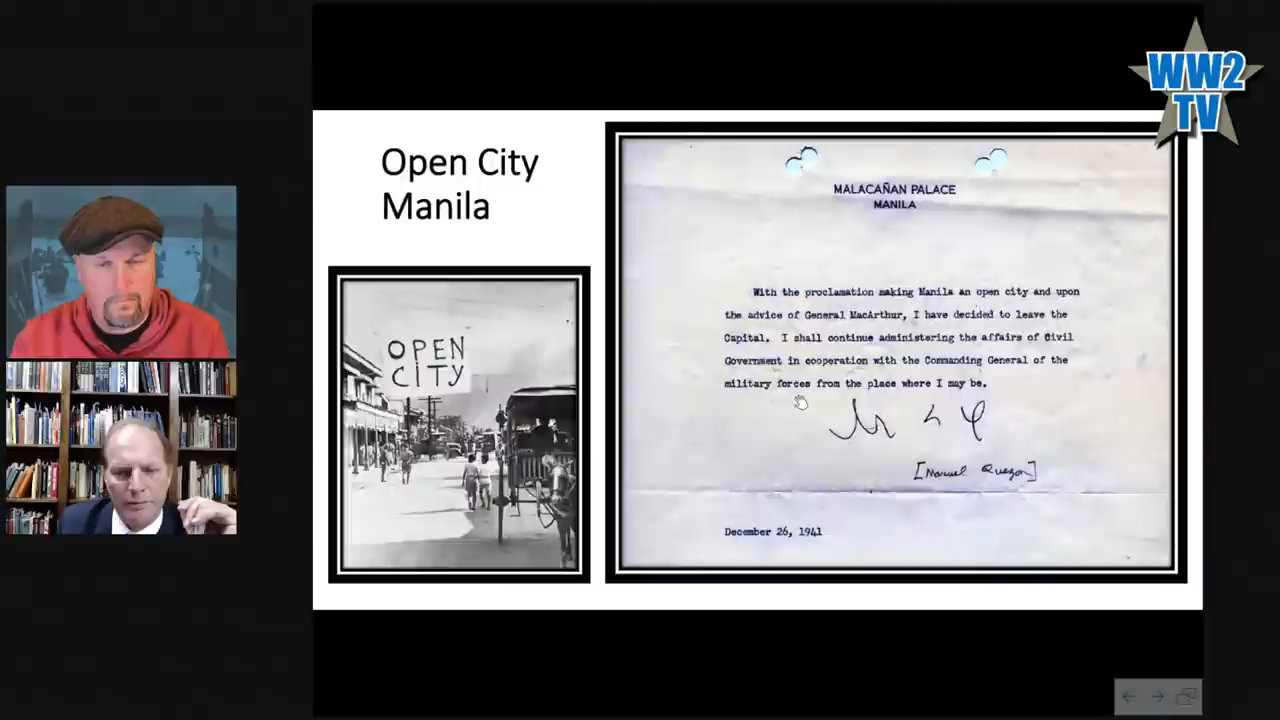 WW2
TV
Open City
Manila
OPEN
CITY
MALACAÑAN PALACE
MANILA
With the proclamation making Manila an open city and upon
the advice of General MacArthur, I have decided to leave the
Capital. I shall continue administering the affairs of Civil
Government in cooperation with the Commanding General of the
military forces from the place where I may be.
[Manuel Quezon]
December 26, 1941